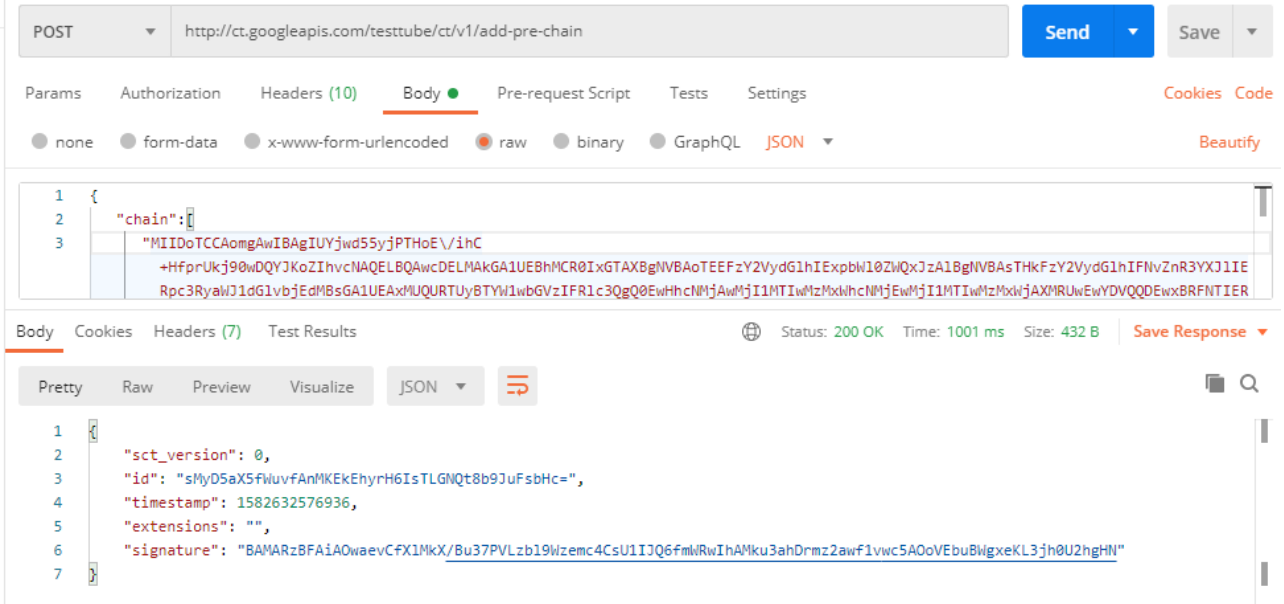 POST http://ct.googleapis.com/testtube/ct/v1/add-pre-chain Send Save
Params Authorization Headers (10) Body Pre-request Script Tests Settings Cookies Code
none form-data x-www-form-urlencoded raw binary GraphQL JSON Beautify
1 {
2 "chain":[
3 "MIIDoTCCAomgAwIBAgIUYjwd55yjPTHoE\/ihC
+HfprUkj90wDQYJKoZIhvcNAQELBQAwcDELMAkGA1UEBhMCR0IxGTAXBgNVBAoTEEFzY2VydGlhIExpbWl0ZWQxJzAlBgNVBAsTHkFzY2VydGlhIFNvZnR3YXJlIE
Rpc3RyaWJ1dGlvbjEdMBsGA1UEAxMUQURTUyBTYW1wbGVzIFRlc3QgQ0EwHhcNMjAwMjI1MTIwMzMxWhcNMjEwMjI1MTIwMzMxWjAXMRUwEwYDVQQDEwxBRFNTIER
Body Cookies Headers (7) Test Results Status: 200 OK Time: 1001 ms Size: 432 B Save Response
Pretty Raw Preview Visualize JSON
1 {
2 "sct_version": 0,
3 "id": "sMyD5aX5fWuvfAnMKEkEhyrH6IsTLGNQt8b9JuFsbHc=",
4 "timestamp": 1582632576936,
5 "extensions": "",
6 "signature": "BAMARzBFAiAOwaevCfXlMkX/Bu37PVLzbl9Wzemc4CsU1IJQ6fmWRwIhAMku3ahDrmz2awf1vwc5AOoVEbuBWgxeKL3jh0U2hgHN"
7 }